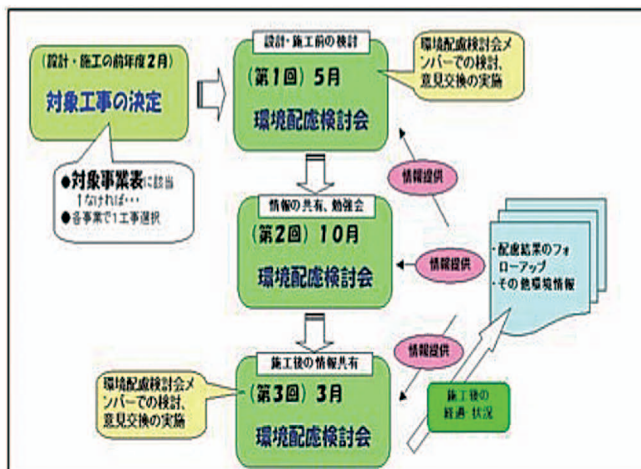 (設計・施工の前年度2月)
対象工事の決定
●対象事業表に該当
しなければ・・・
●各事業で1工事選択
設計・施工前の検討
(第1回) 5月
環境配慮検討会
環境配慮検討会メ
ンバーでの検討、
意見交換の実施
情報提供
情報の共有、勉強会
(第2回) 10月
環境配慮検討会
情報提供
・配慮結果のフォ
ローアップ
・その他環境情報
情報提供
施工後の情報共有
(第3回) 3月
環境配慮検討会
環境配慮検討会メ
ンバーでの検討、
意見交換の実施
施工後の
経過・状況